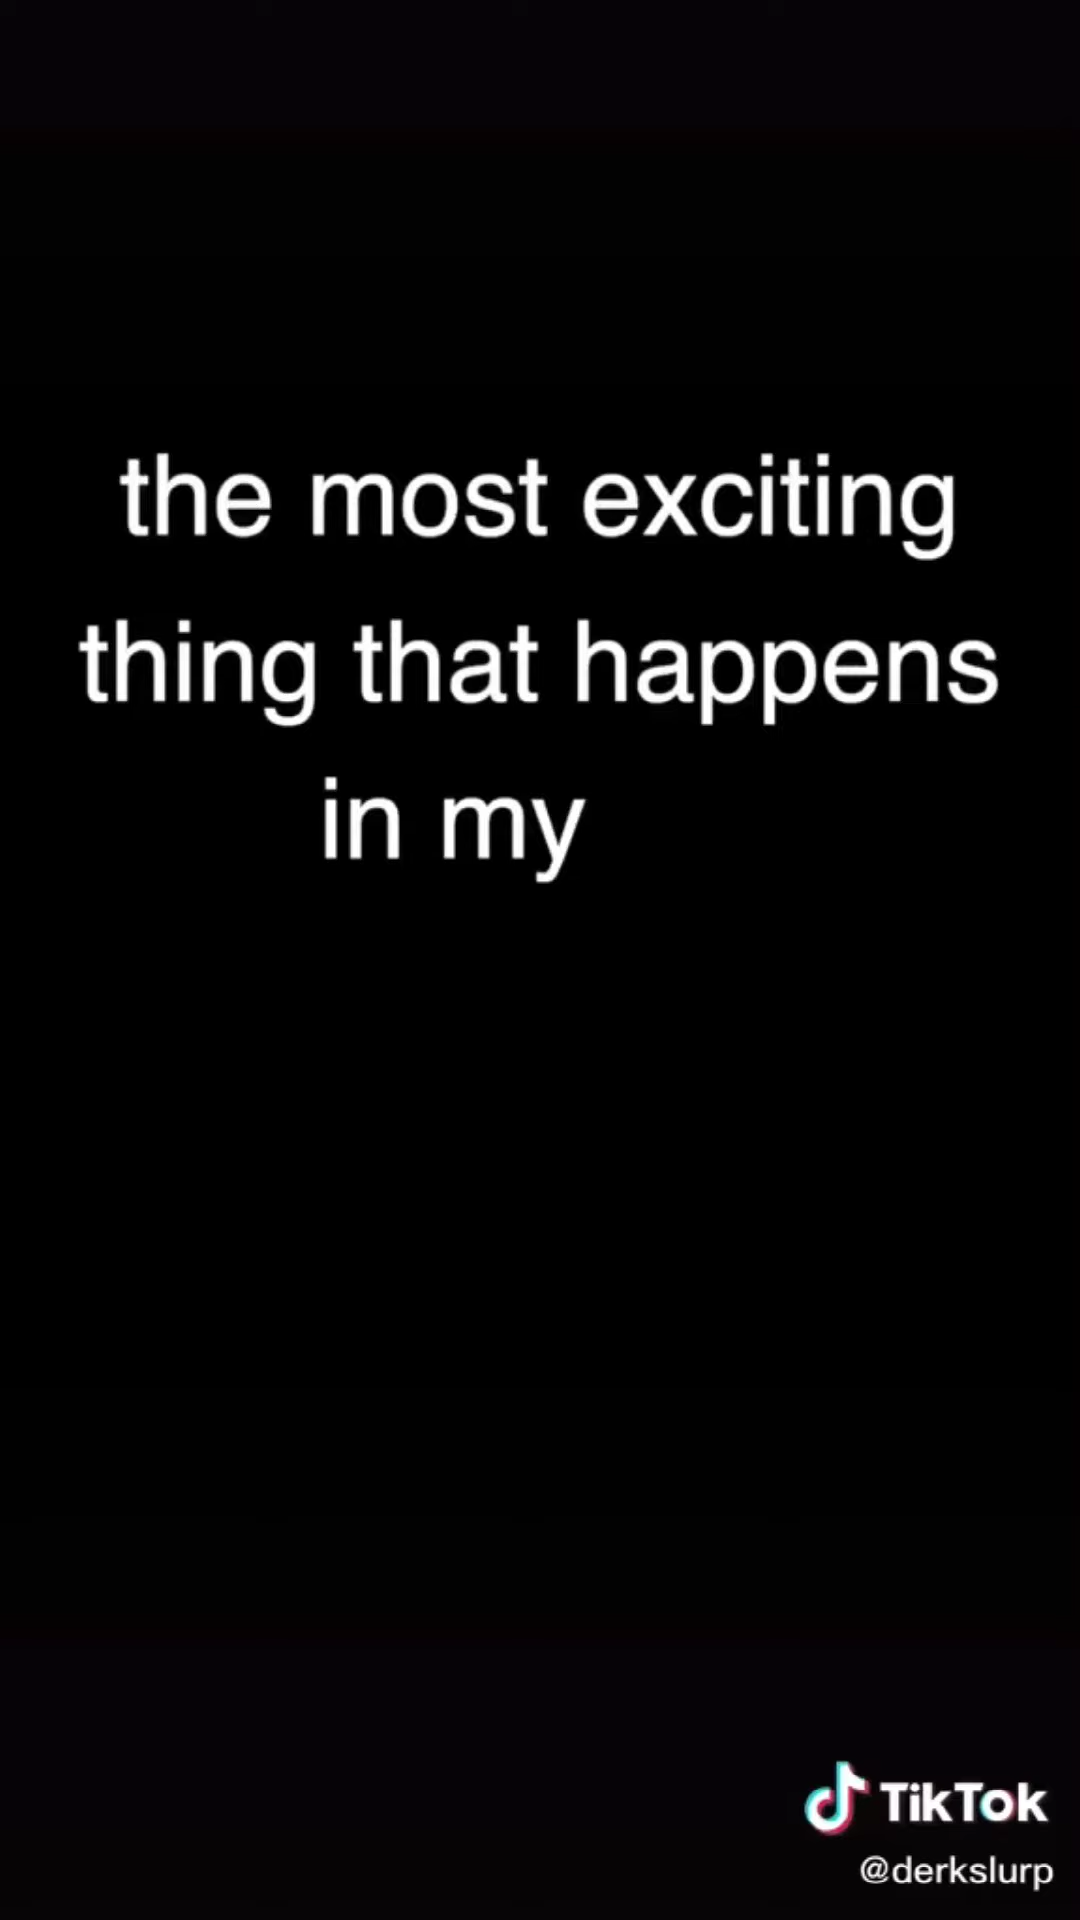 the most exciting
thing that happens
in my
TikTok
@derkslurp